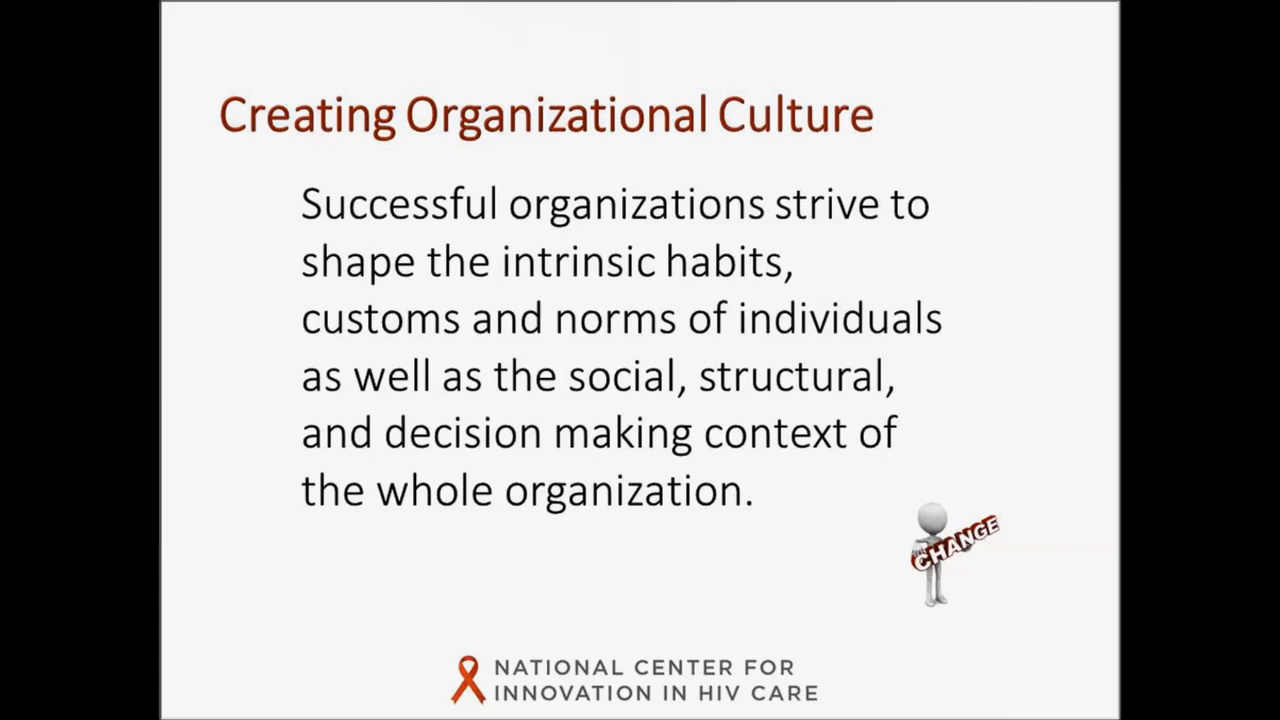 Creating Organizational Culture
Successful organizations strive to
shape the intrinsic habits,
customs and norms of individuals
as well as the social, structural,
and decision making context of
the whole organization.
CHANGE
NATIONAL CENTER FOR
INNOVATION IN HIV CARE